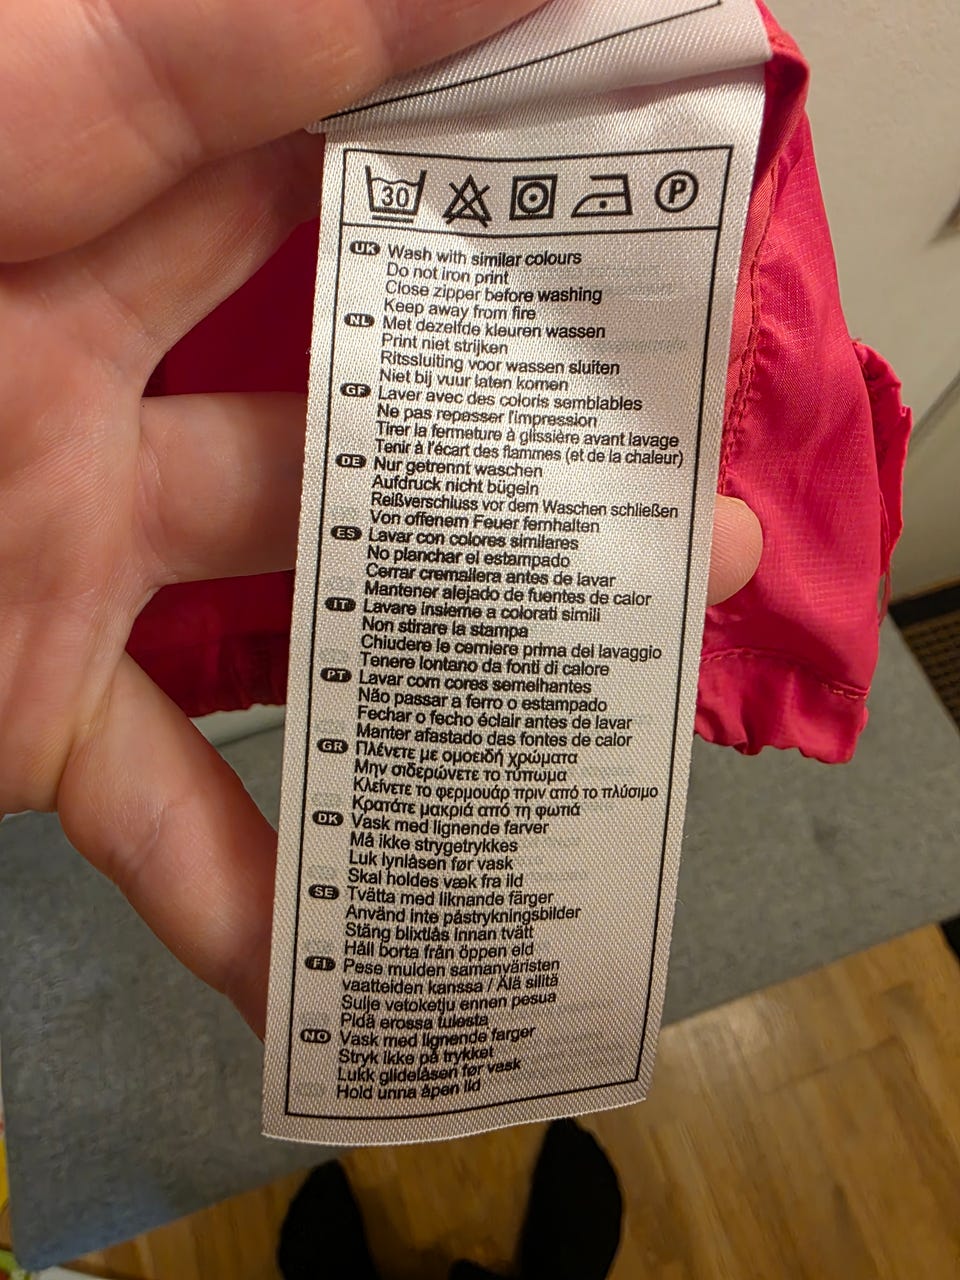 30 P
UK Wash with similar colours
Do not iron print
Close zipper before washing
Keep away from fire
NL Met dezelfde kleuren wassen
Print niet strijken
Ritssluiting voor wassen sluiten
Niet bij vuur laten komen
GF Laver avec des coloris semblables
Ne pas repasser l'impression
Tirer la fermeture à glissière avant lavage
Tenir à l'écart des flammes (et de la chaleur)
DE Nur getrennt waschen
Aufdruck nicht bügeln
Reißverschluss vor dem Waschen schließen
Von offenem Feuer fernhalten
ES Lavar con colores similares
No planchar el estampado
Cerrar cremallera antes de lavar
Mantener alejado de fuentes de calor
IT Lavare insieme a colorati simili
Non stirare la stampa
Chiudere le cerniere prima del lavaggio
Tenere lontano da fonti di calore
PT Lavar com cores semelhantes
Não passar a ferro o estampado
Fechar o fecho éclair antes de lavar
Manter afastado das fontes de calor
GR Πλένετε με ομοειδή χρώματα
Μην σιδερώνετε το τύπωμα
Κλείνετε το φερμουάρ πριν από το πλύσιμο
Κρατάτε μακριά από τη φωτιά
DK Vask med lignende farver
Må ikke strygetrykkes
Luk lynlåsen før vask
Skal holdes væk fra ild
SE Tvätta med liknande färger
Använd inte påstrykningsbilder
Stäng blixtlås innan tvätt
Håll borta från öppen eld
FI Pese muiden samanväristen
vaatteiden kanssa / Älä silitä
Sulje vetoketju ennen pesua
Pidä erossa tulesta
NO Vask med lignende farger
Stryk ikke på trykket
Lukk glidelåsen før vask
Hold unna åpen ild